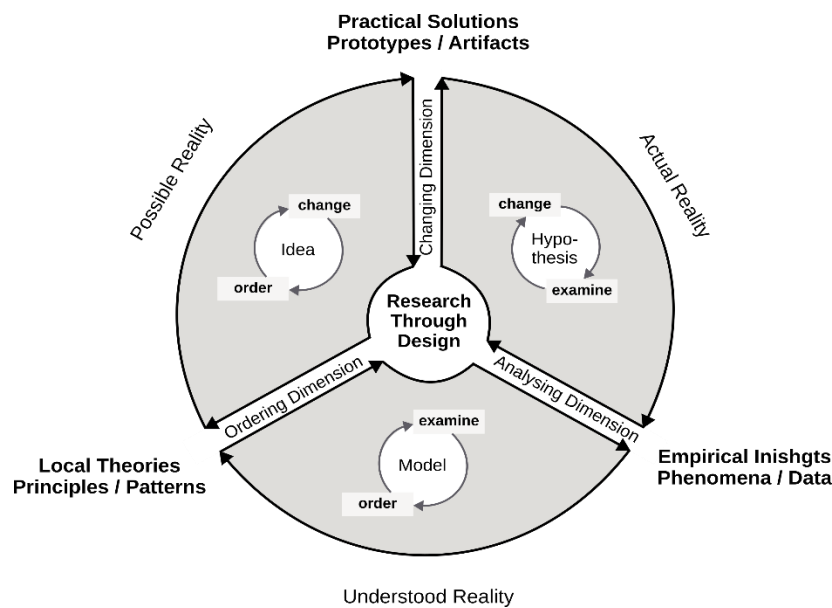 Practical Solutions
Prototypes / Artifacts
Possible Reality
Changing Dimension
Actual Reality
change
Idea
order
change
Hypo-
thesis
examine
Research
Through
Design
Ordering Dimension
Analysing Dimension
examine
Model
order
Local Theories
Principles / Patterns
Empirical Inishgts
Phenomena / Data
Understood Reality